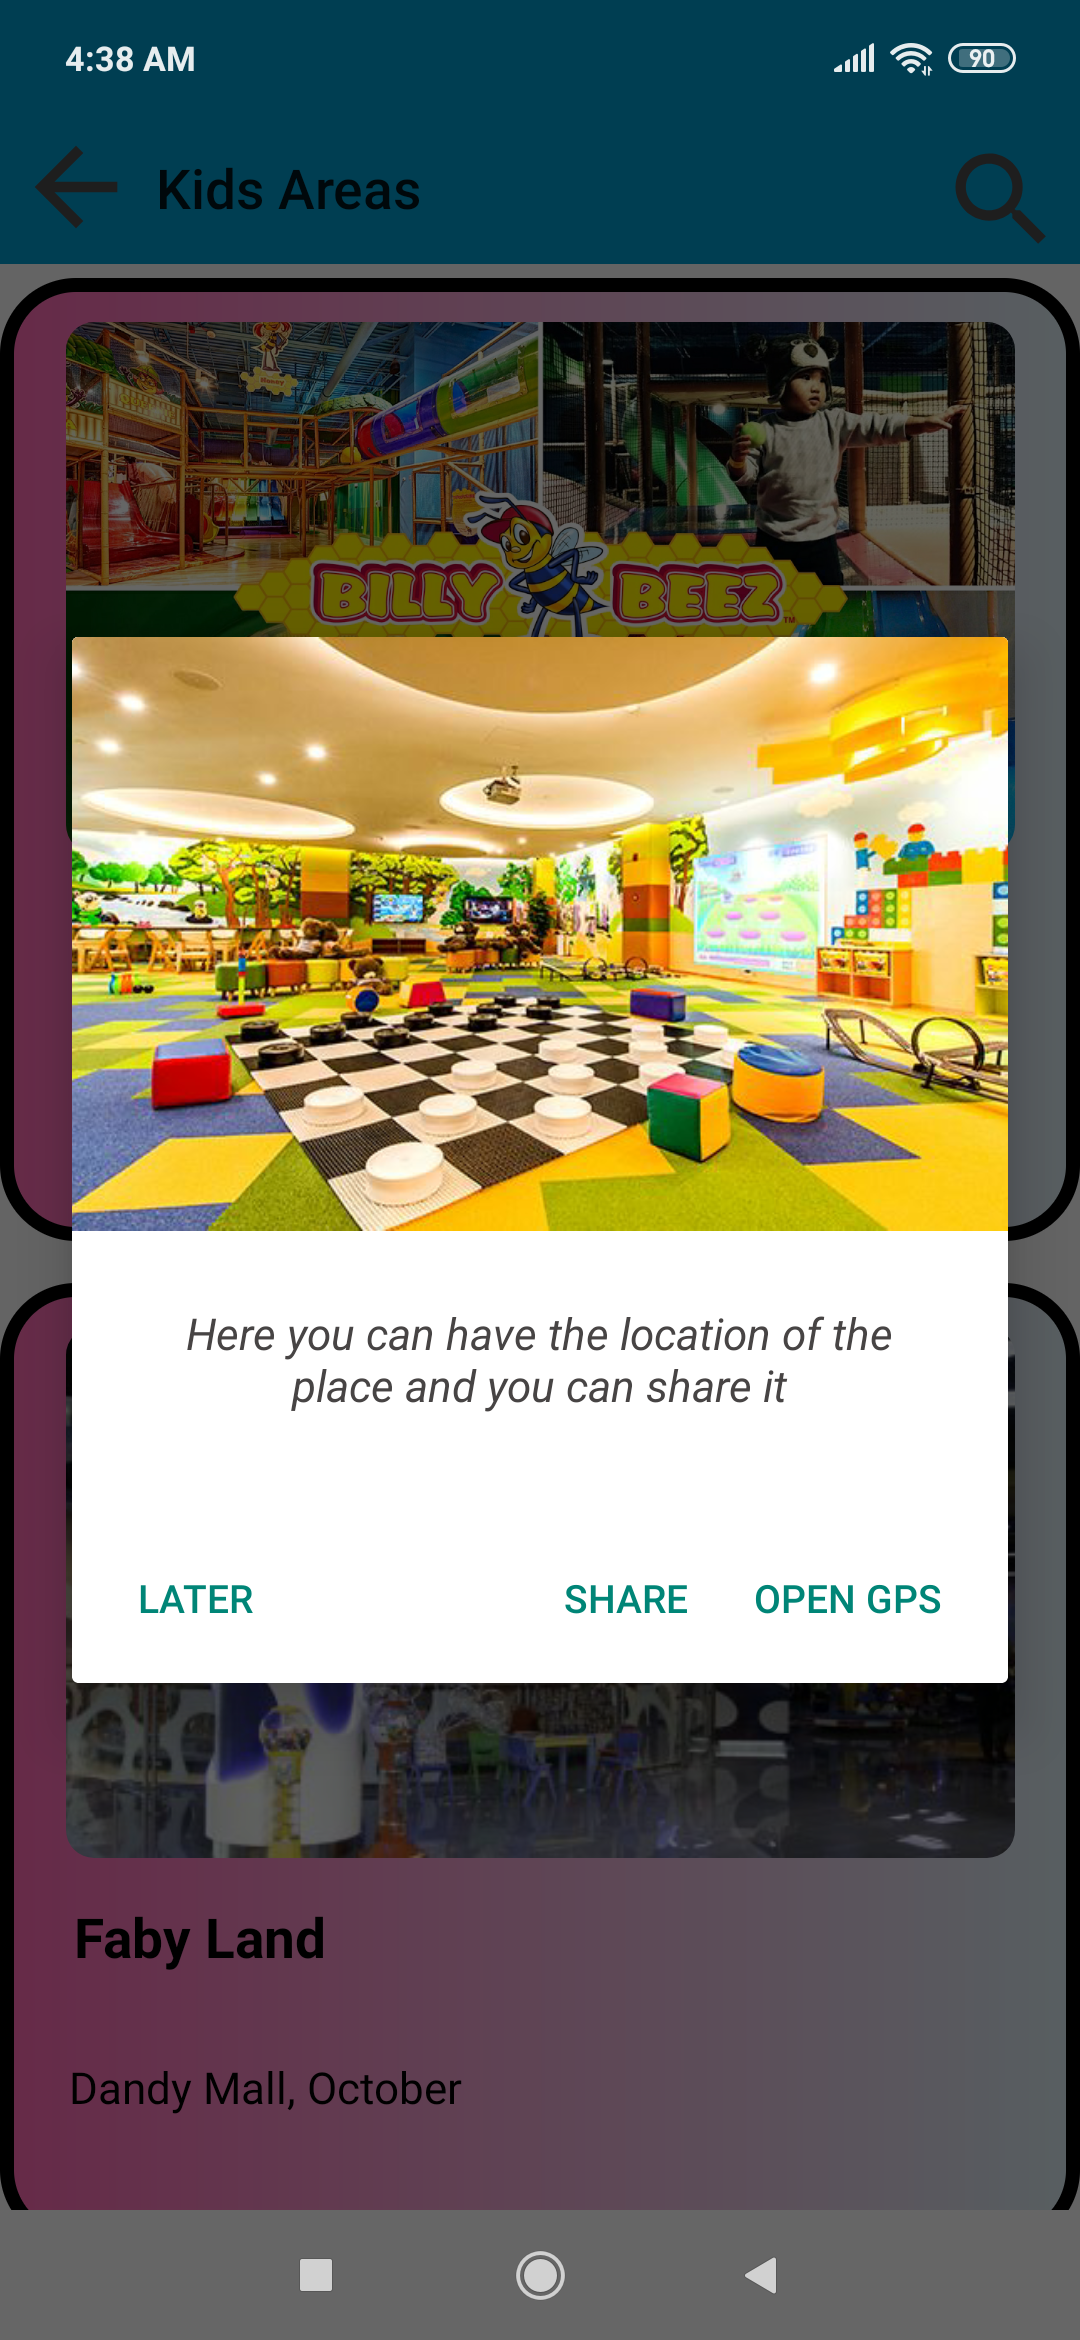 4:38 AM
90
Kids Areas
BILLY BEEZ
TM
Here you can have the location of the
place and you can share it
LATER
SHARE
OPEN GPS
Faby Land
Dandy Mall, October